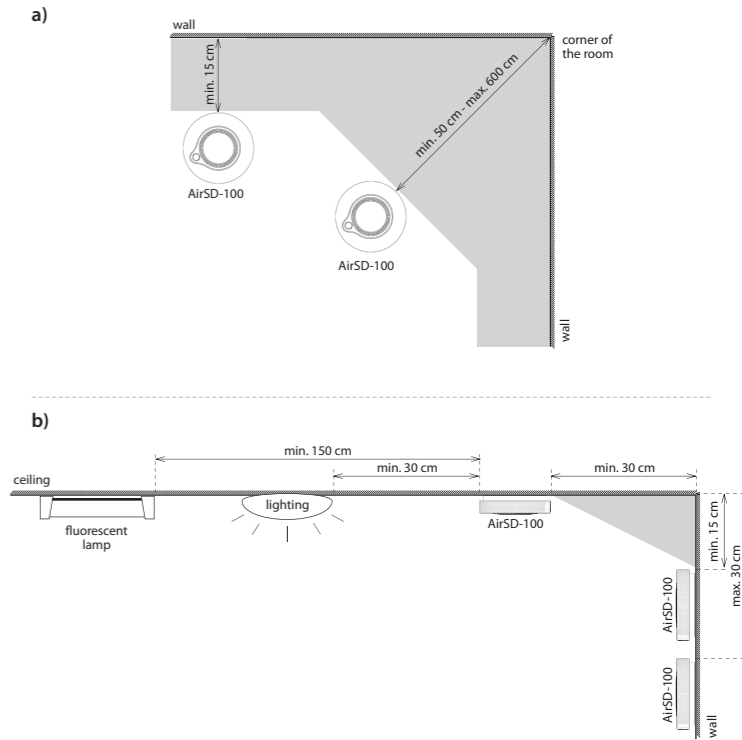 a)
wall
corner of
the room
min. 15 cm
min. 50 cm - max. 600 cm
AirSD-100
AirSD-100
wall
b)
min. 150 cm
ceiling
min. 30 cm
min. 30 cm
lighting
fluorescent
lamp
AirSD-100
min. 15 cm
max. 30 cm
AirSD-100
AirSD-100
wall